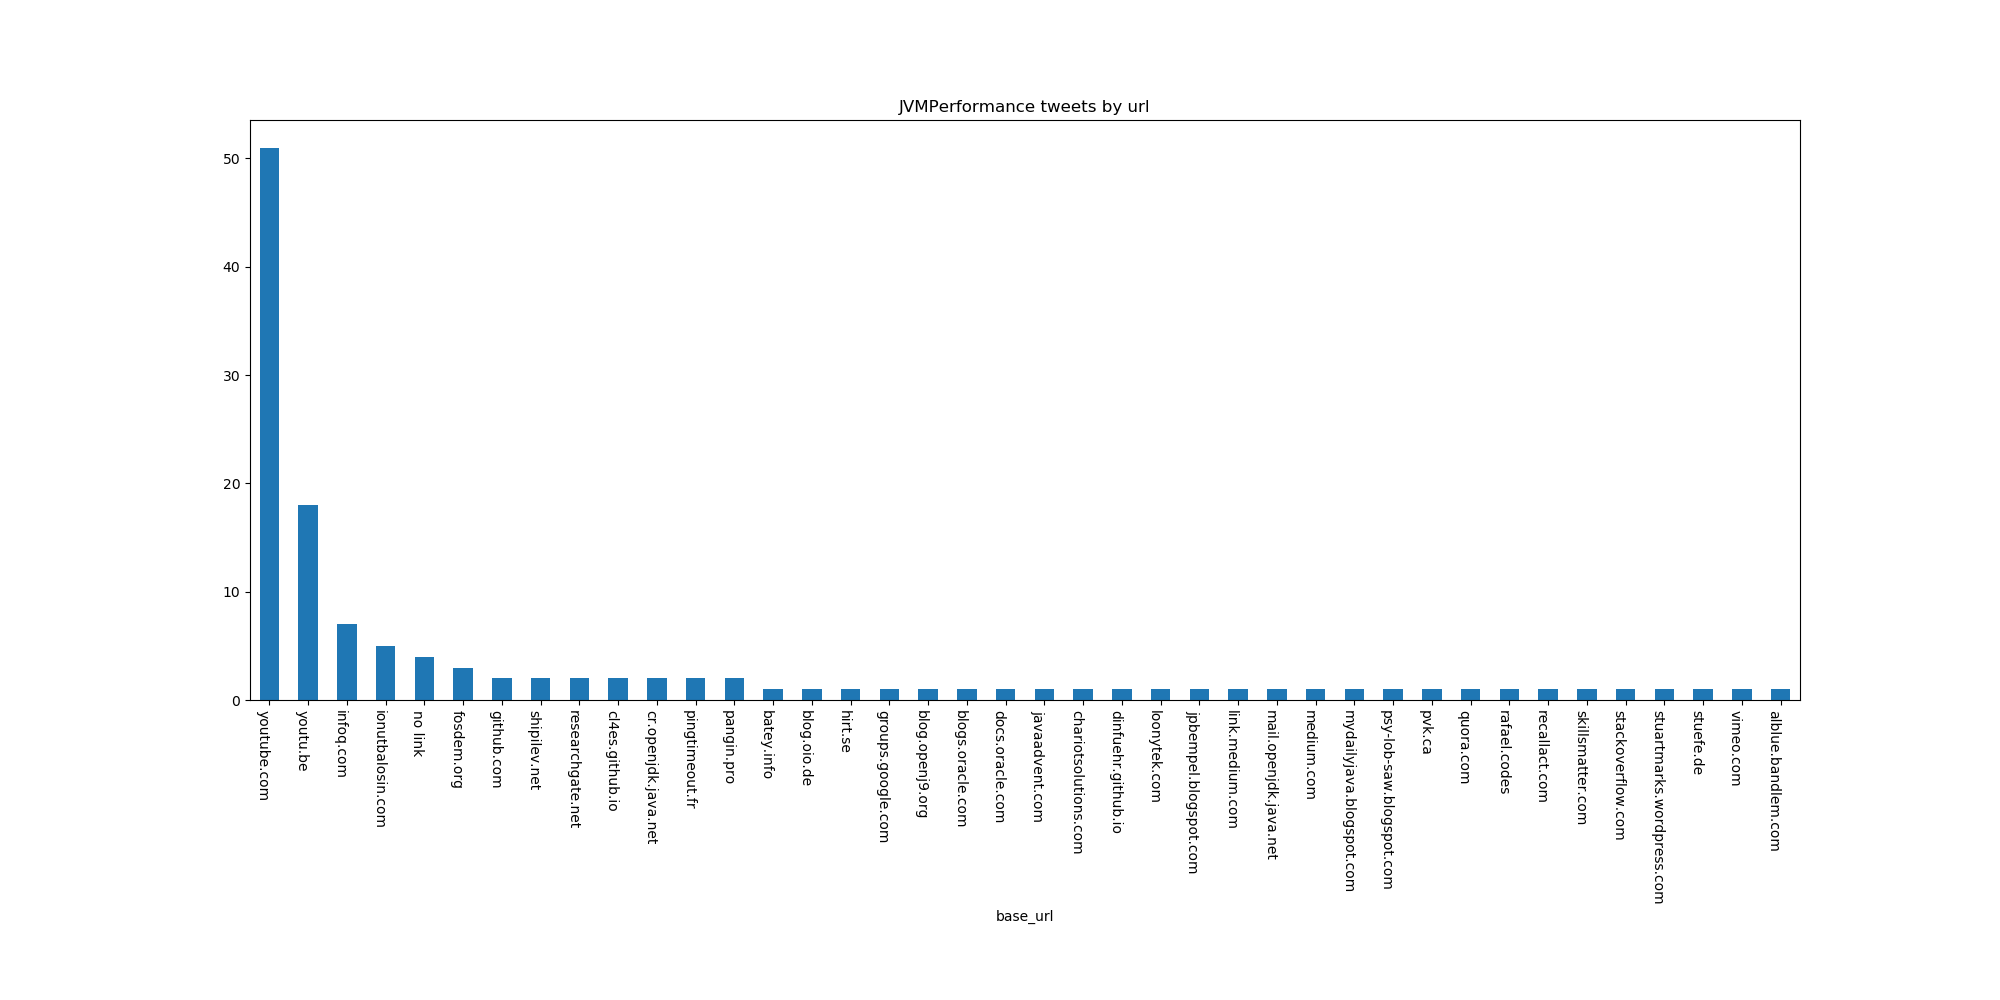 JVMPerformance tweets by url
50
40
30
20
10
0
youtube.com
youtu.be
infoq.com
ionutbalosin.com
no link
fosdem.org
github.com
shipilev.net
researchgate.net
cl4es.github.io
cr.openjdk.java.net
pingtimeout.fr
pangin.pro
batey.info
blog.oio.de
hirt.se
groups.google.com
blog.openj9.org
blogs.oracle.com
docs.oracle.com
javaadvent.com
chariotsolutions.com
dinfuehr.github.io
loonytek.com
jpbempel.blogspot.com
link.medium.com
mail.openjdk.java.net
medium.com
mydailyjava.blogspot.com
psy-lob-saw.blogspot.com
pvk.ca
quora.com
rafael.codes
recallact.com
skillsmatter.com
stackoverflow.com
stuartmarks.wordpress.com
stuefe.de
vimeo.com
alblue.bandlem.com
base_url